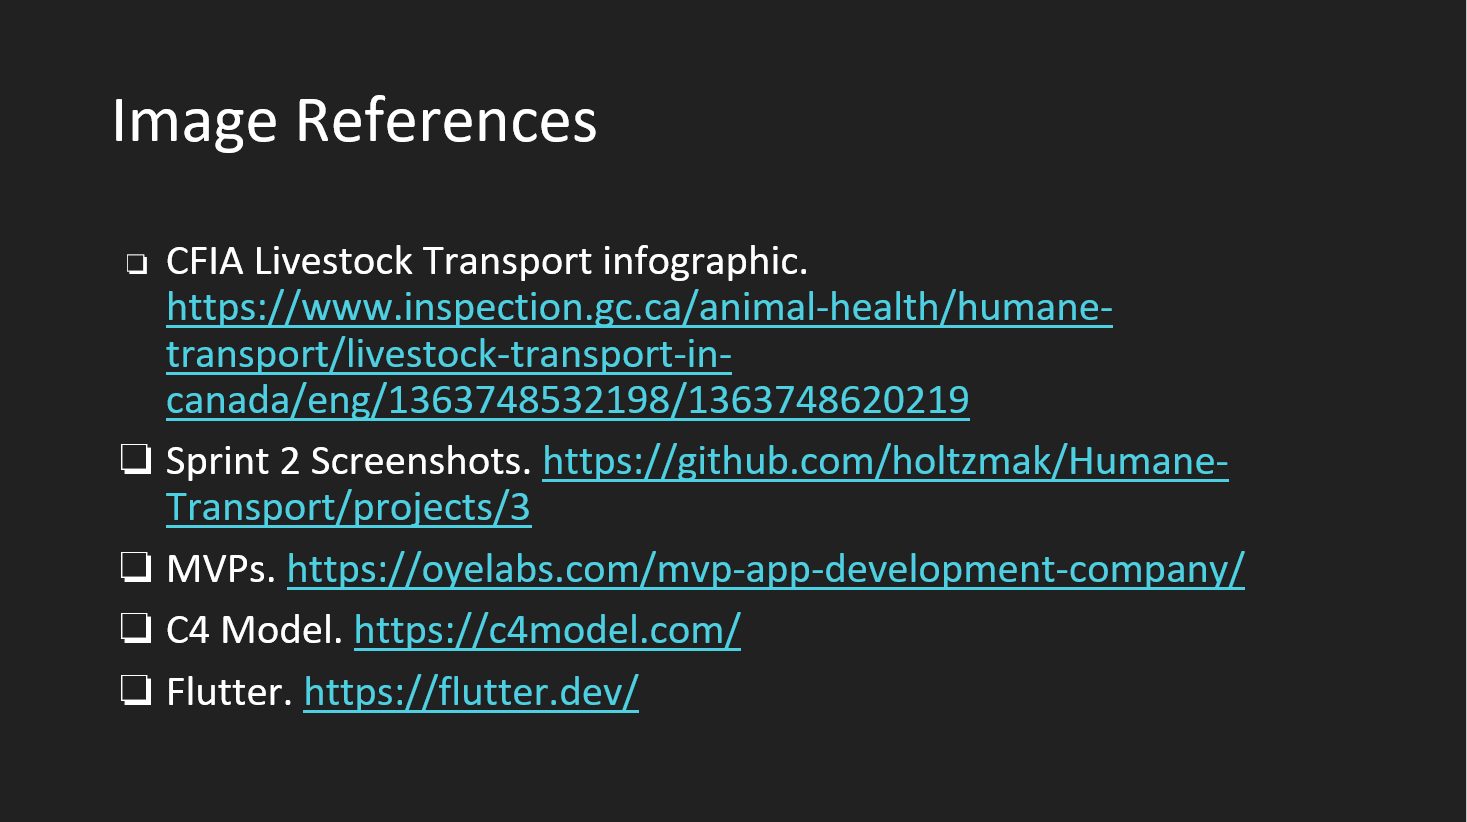 Image References
❏ CFIA Livestock Transport infographic.
https://www.inspection.gc.ca/animal-health/humane-
transport/livestock-transport-in-
canada/eng/1363748532198/1363748620219
❏ Sprint 2 Screenshots. https://github.com/holtzmak/Humane-
Transport/projects/3
❏ MVPs. https://oyelabs.com/mvp-app-development-company/
❏ C4 Model. https://c4model.com/
❏ Flutter. https://flutter.dev/